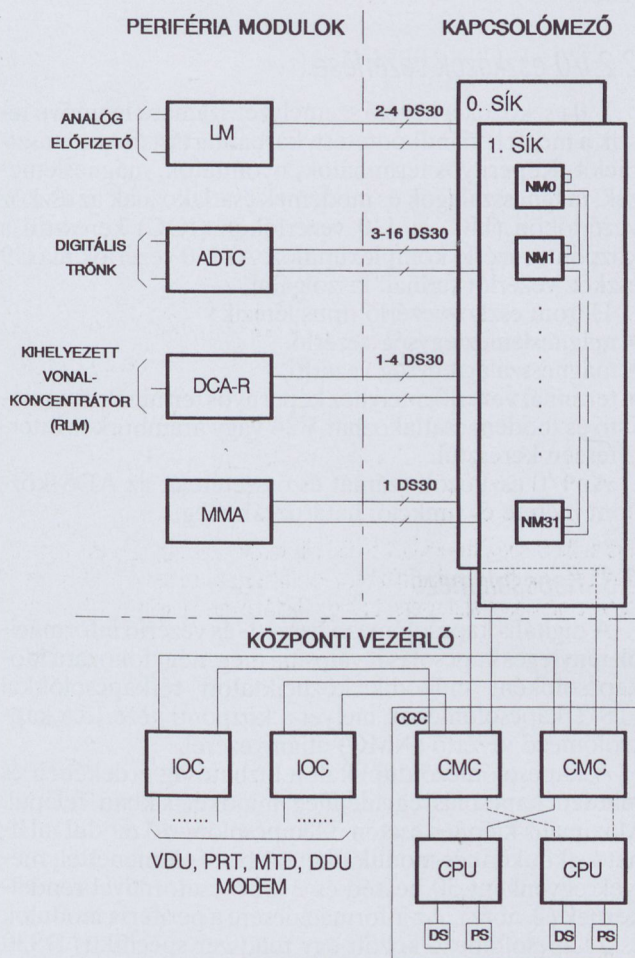 PERIFÉRIA MODULOK
KAPCSOLÓMEZŐ
0. SÍK
1. SÍK
ANALÓG
ELŐFIZETŐ
LM
2-4 DS30
NM0
DIGITÁLIS
TRÖNK
ADTC
3-16 DS30
NM1
KIHELYEZETT
VONAL-
KONCENTRÁTOR
(RLM)
DCA-R
1-4 DS30
MMA
1 DS30
NM31
KÖZPONTI VEZÉRLŐ
CCC
IOC
IOC
CMC
CMC
VDU, PRT, MTD, DDU
MODEM
CPU
CPU
DS
PS
DS
PS